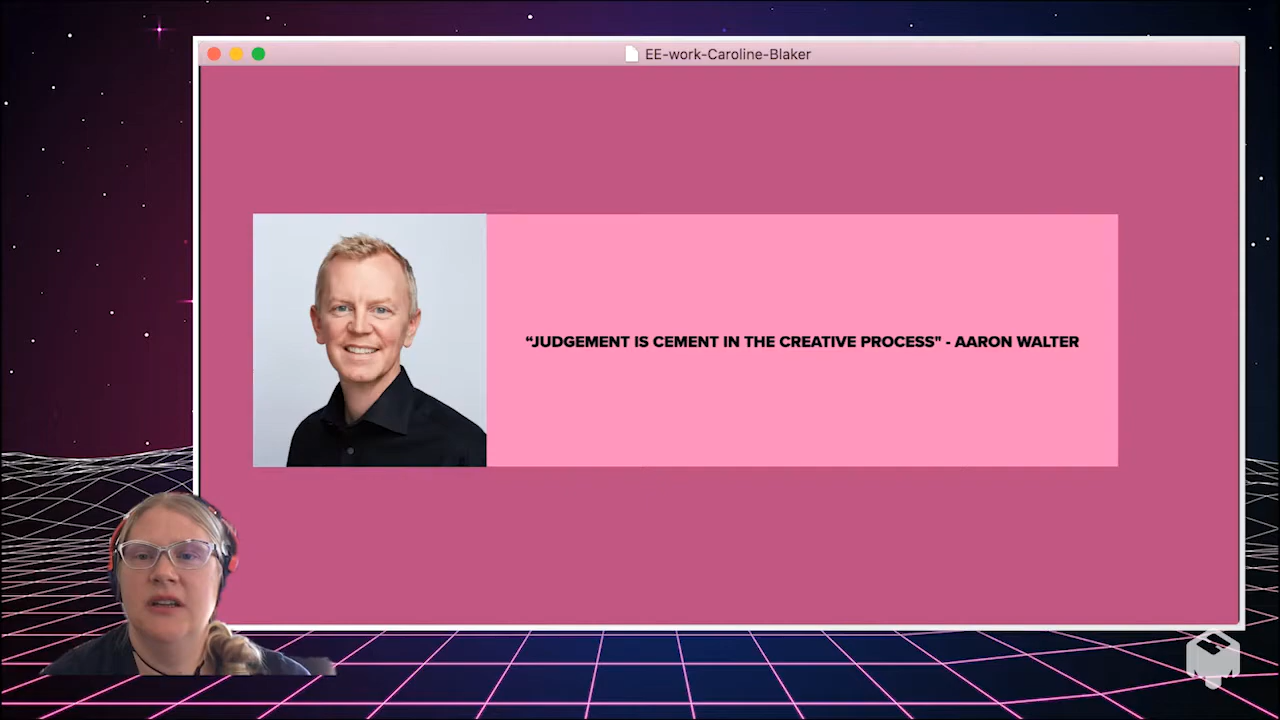 EE-work-Caroline-Blaker
“JUDGEMENT IS CEMENT IN THE CREATIVE PROCESS" - AARON WALTER